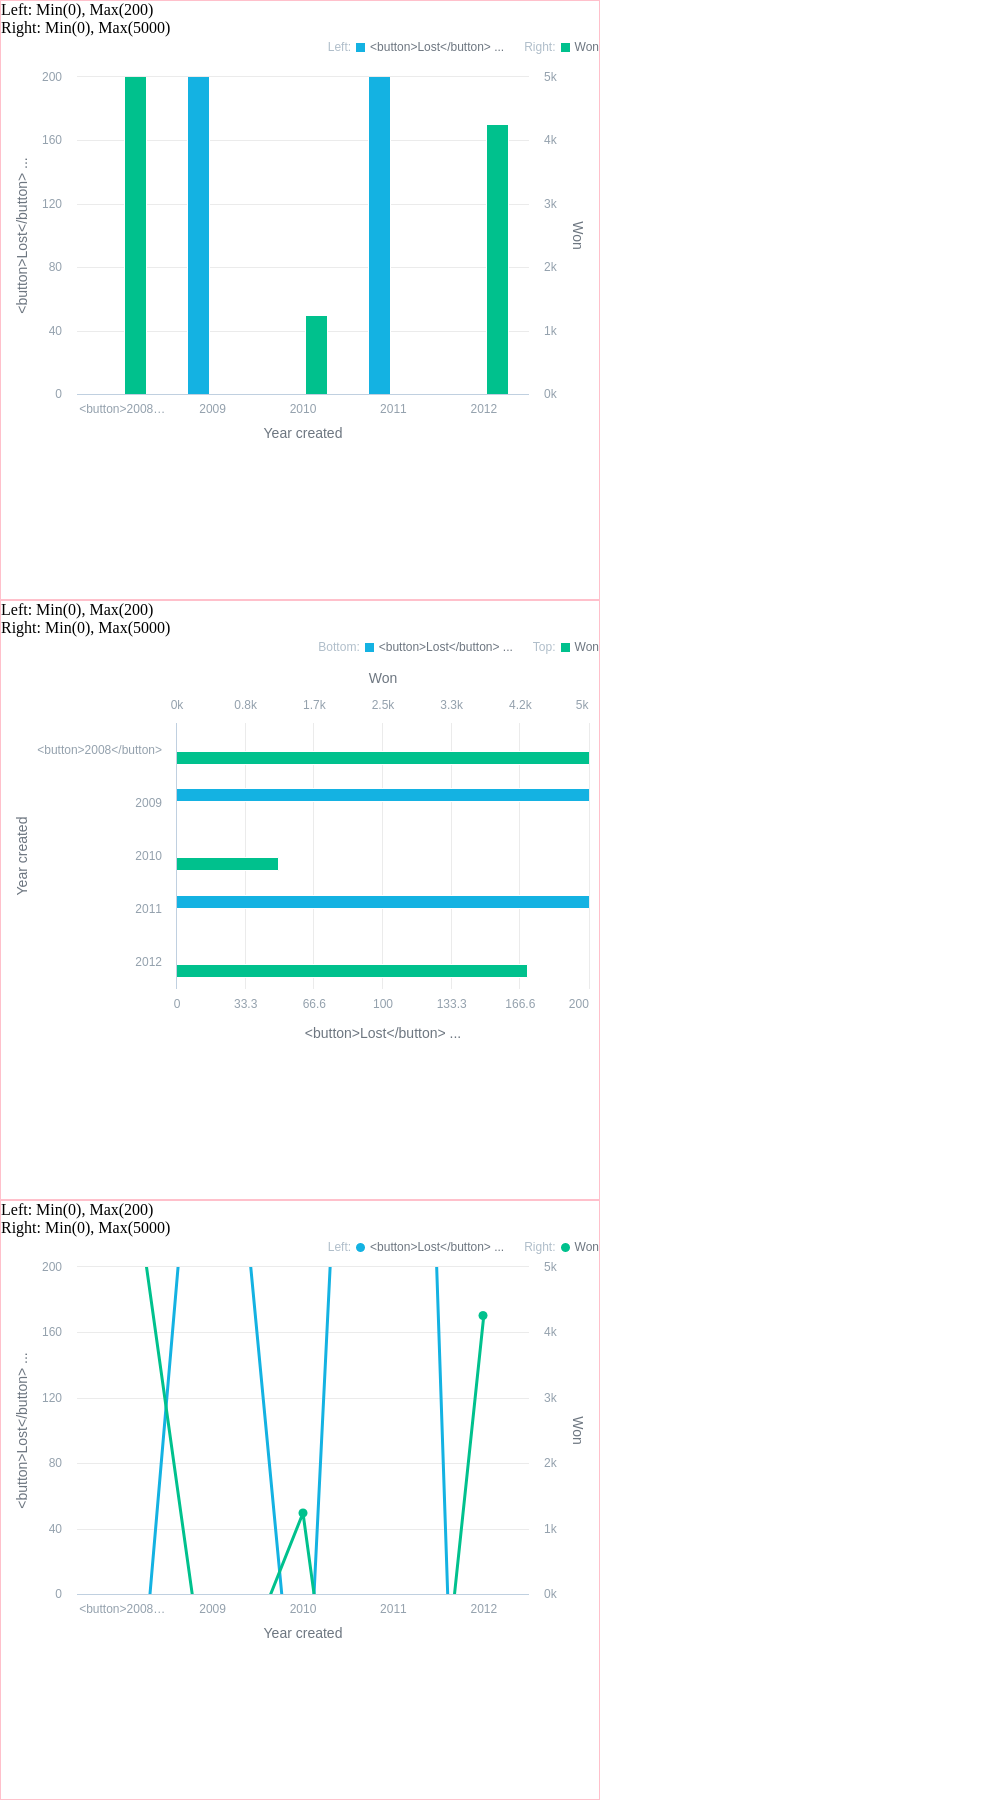 Left: Min(0), Max(200)
Right: Min(0), Max(5000)
Left: <button>Lost</button> ... Right: Won
200 5k
160 4k
120 3k
80 2k
40 1k
0 0k
<button>Lost</button> ...
Won
<button>2008… 2009 2010 2011 2012
Year created
Left: Min(0), Max(200)
Right: Min(0), Max(5000)
Bottom: <button>Lost</button> ... Top: Won
Won
0k 0.8k 1.7k 2.5k 3.3k 4.2k 5k
<button>2008</button>
2009
2010
2011
2012
Year created
0 33.3 66.6 100 133.3 166.6 200
<button>Lost</button> ...
Left: Min(0), Max(200)
Right: Min(0), Max(5000)
Left: <button>Lost</button> ... Right: Won
200 5k
160 4k
120 3k
80 2k
40 1k
0 0k
<button>Lost</button> ...
Won
<button>2008… 2009 2010 2011 2012
Year created